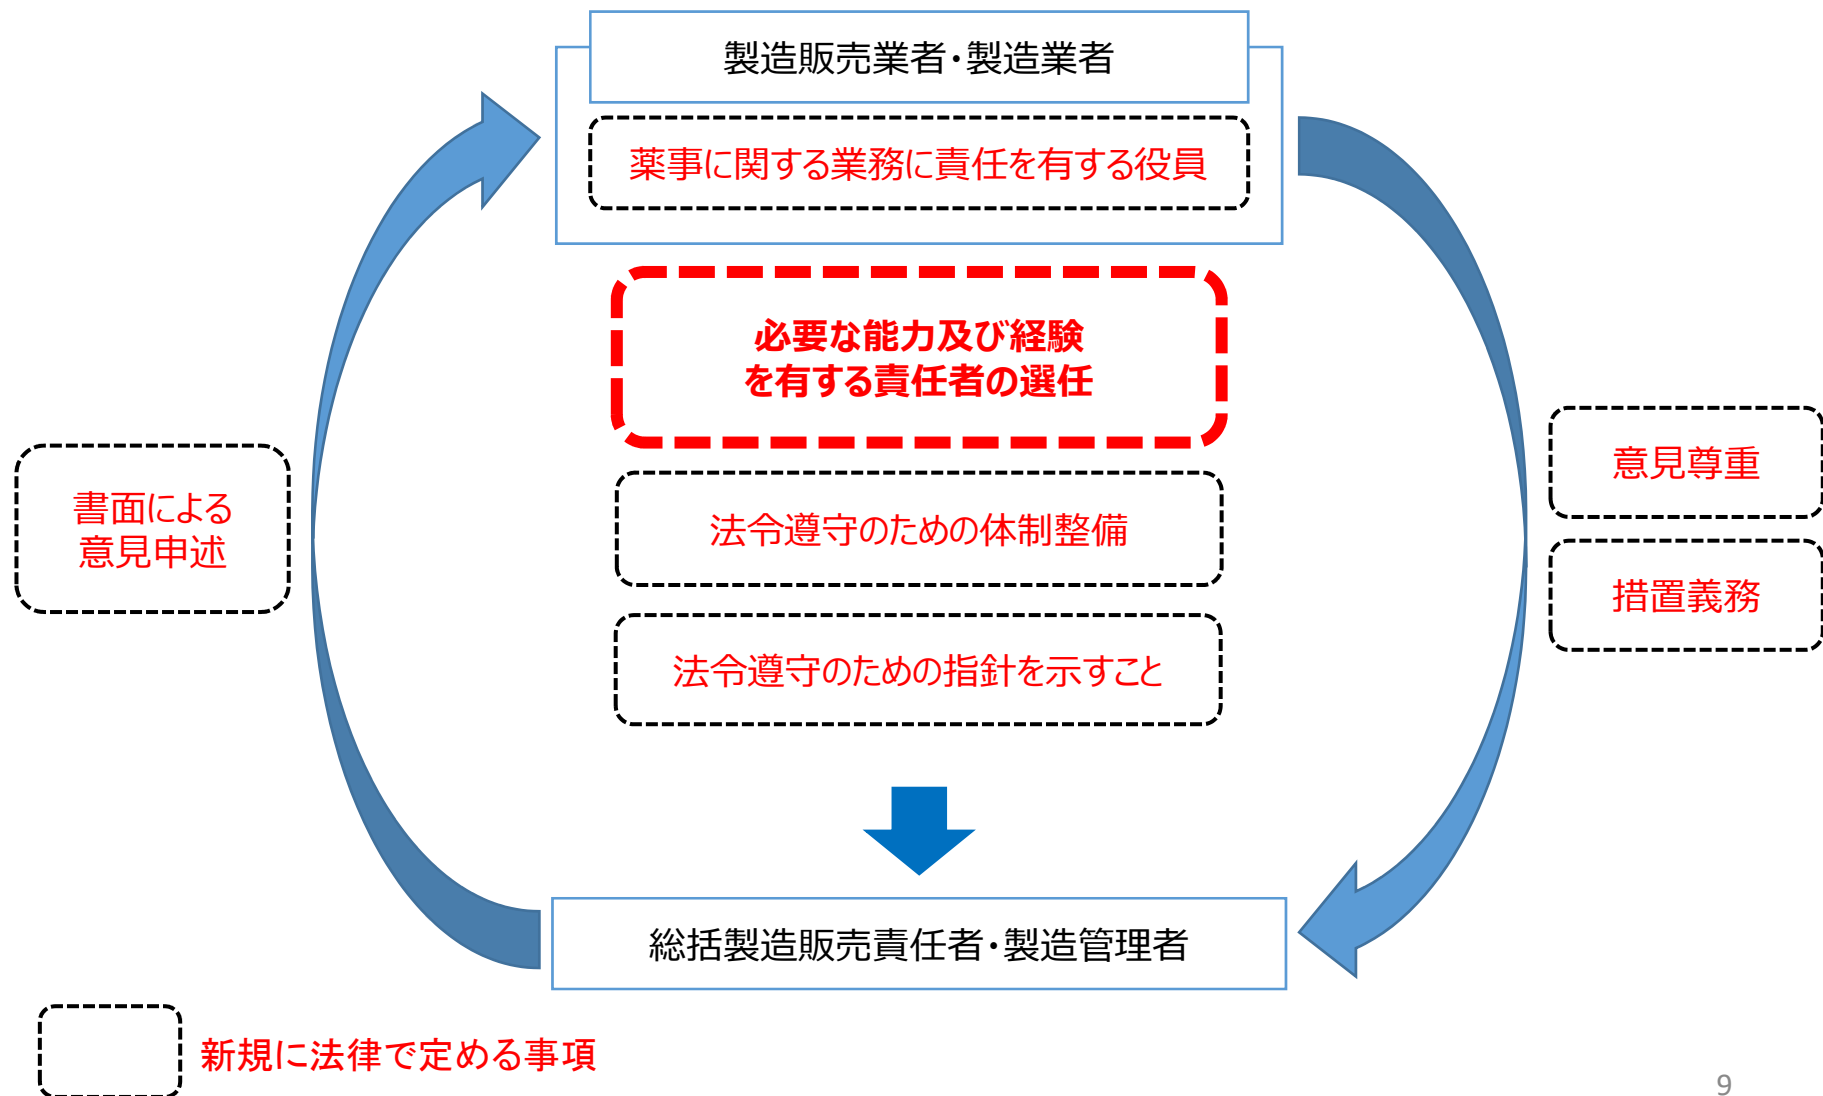 製造販売業者・製造業者
薬事に関する業務に責任を有する役員
必要な能力及び経験
を有する責任者の選任
法令遵守のための体制整備
法令遵守のための指針を示すこと
書面による
意見申述
意見尊重
措置義務
総括製造販売責任者・製造管理者
新規に法律で定める事項
9